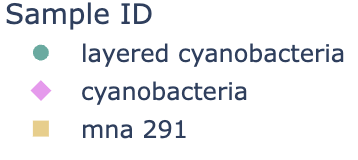 Sample ID
layered cyanobacteria
cyanobacteria
mna 291